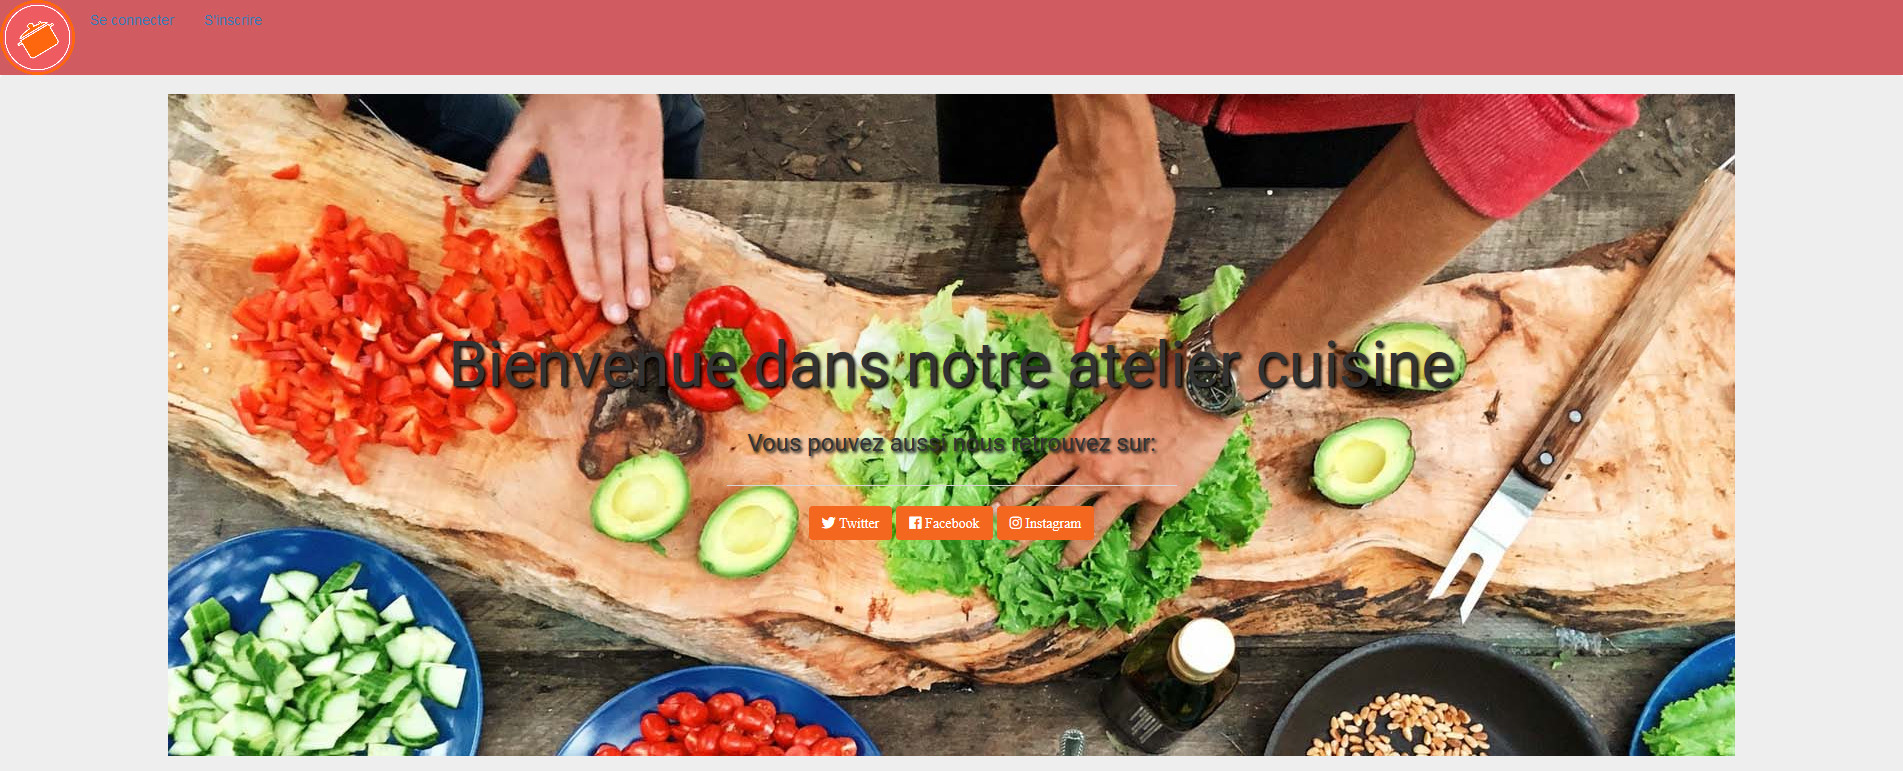 Se connecter S'inscrire
Bienvenue dans notre atelier cuisine
Vous pouvez aussi nous retrouvez sur:
Twitter Facebook Instagram